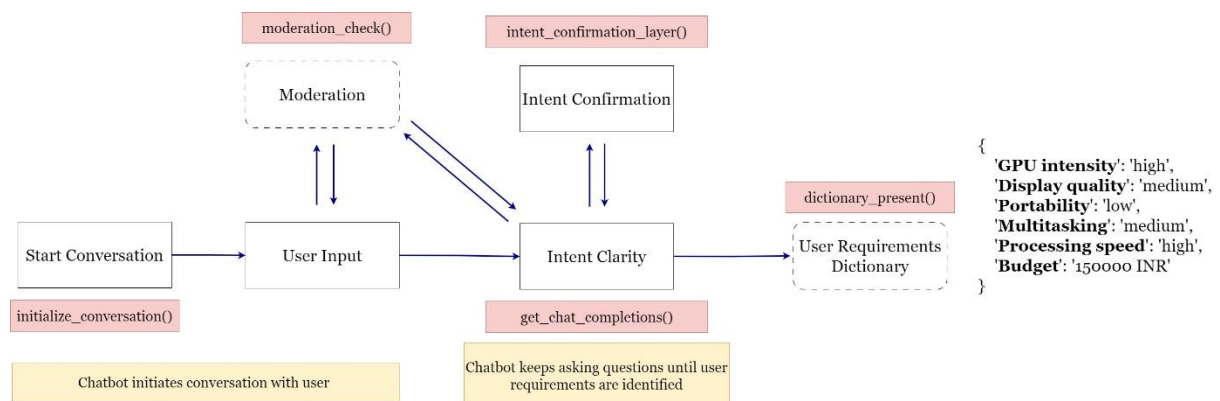 moderation_check()
intent_confirmation_layer()
Moderation
Intent Confirmation
{
'GPU intensity': 'high',
'Display quality': 'medium',
'Portability': 'low',
'Multitasking': 'medium',
'Processing speed': 'high',
'Budget': '150000 INR'
}
dictionary_present()
Start Conversation
User Input
Intent Clarity
User Requirements
Dictionary
initialize_conversation()
get_chat_completions()
Chatbot initiates conversation with user
Chatbot keeps asking questions until user
requirements are identified